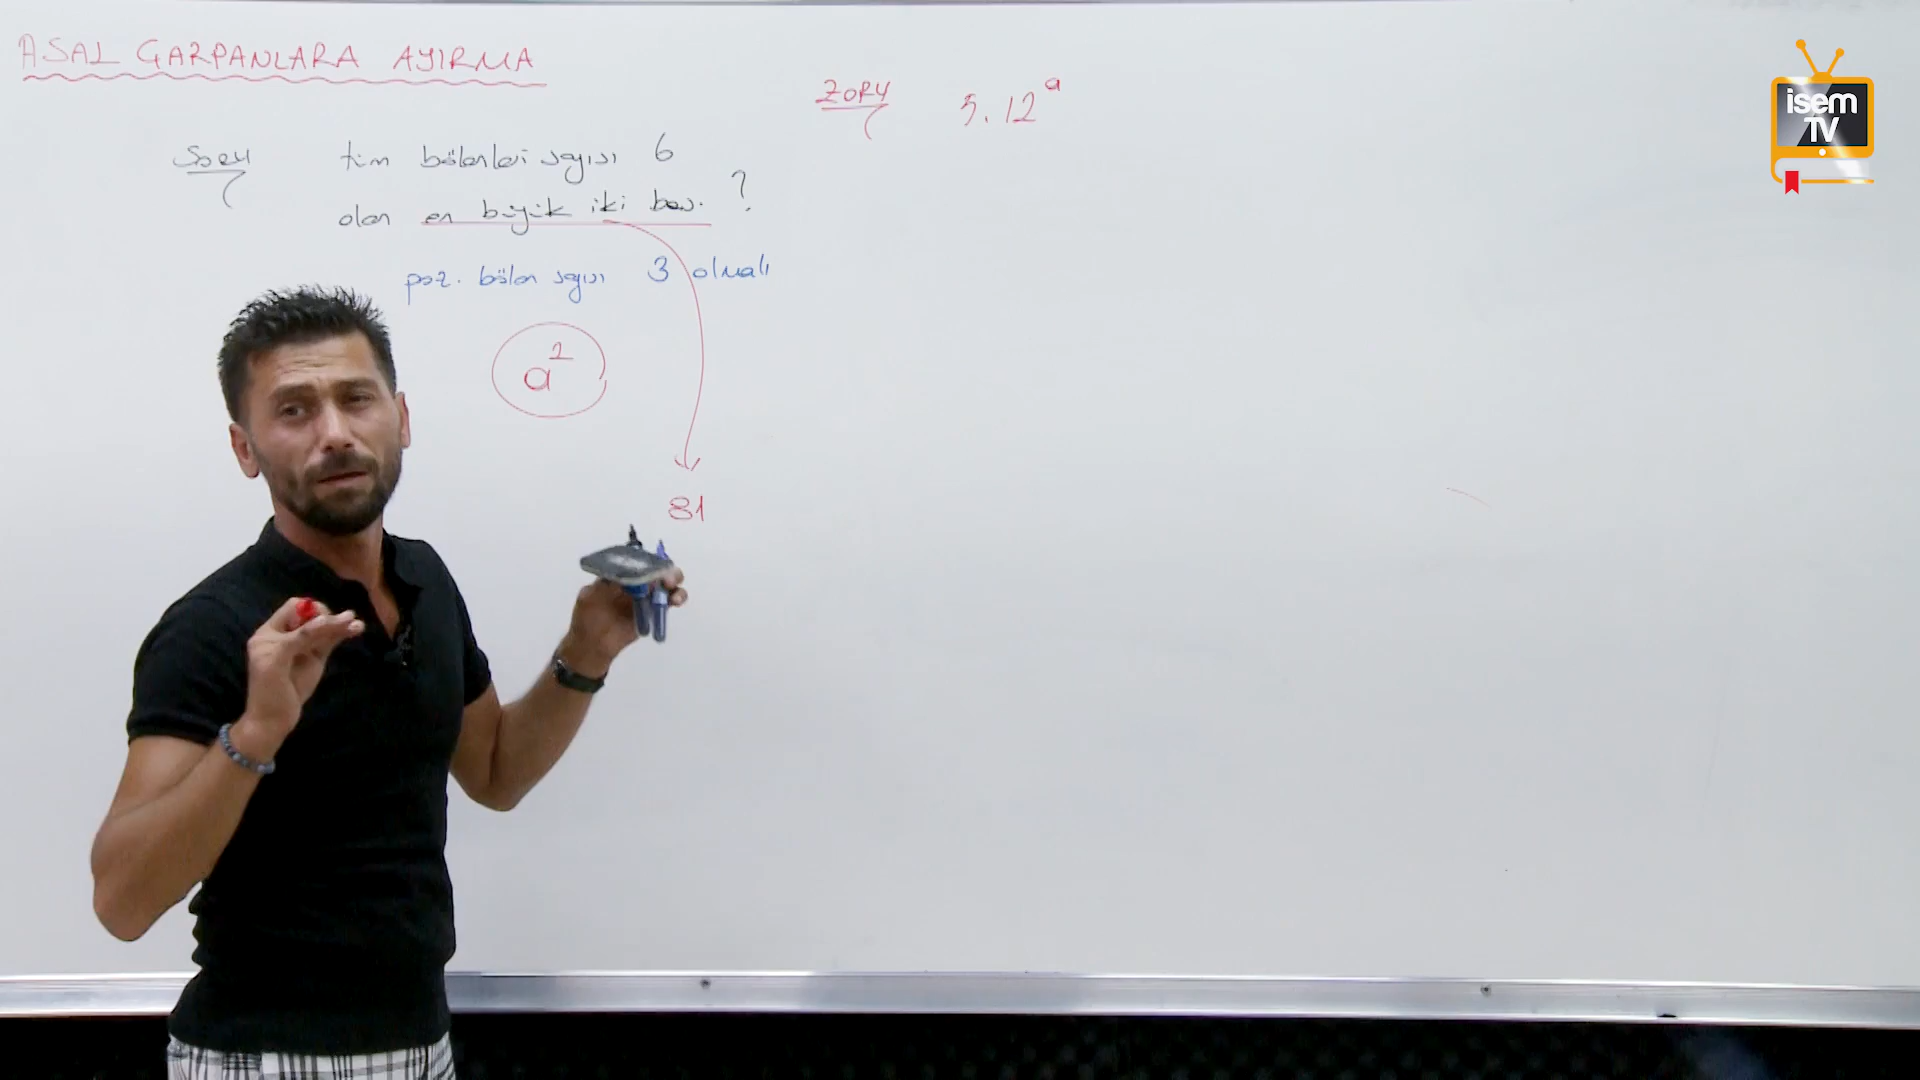 ASAL ÇARPANLARA AYIRMA
SORU tüm bölenleri sayısı 6
olan en büyük iki bas. ?
poz. bölen sayısı 3 olmalı
a²
81
ZOR4 5.12ᵃ
isem
TV